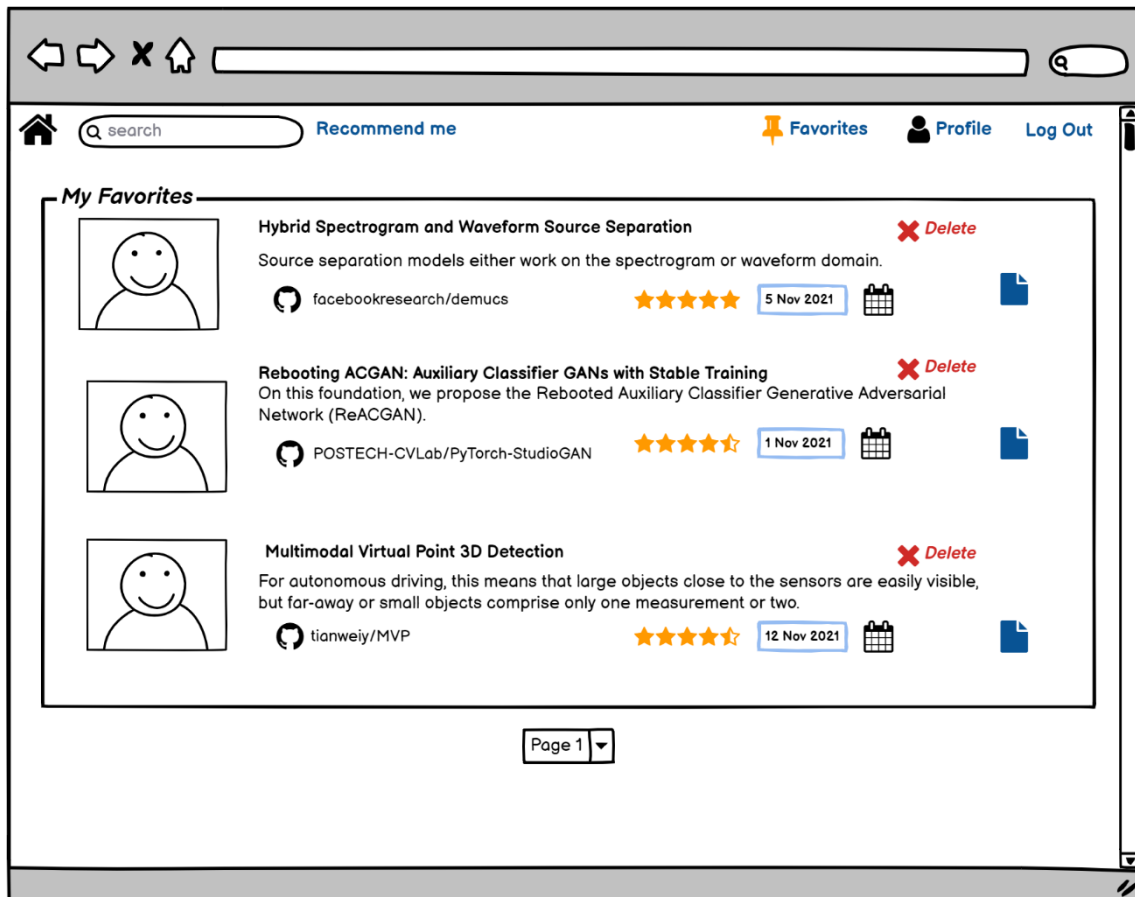 search
Recommend me
Favorites
Profile
Log Out
My Favorites
Hybrid Spectrogram and Waveform Source Separation
Delete
Source separation models either work on the spectrogram or waveform domain.
facebookresearch/demucs
5 Nov 2021
Rebooting ACGAN: Auxiliary Classifier GANs with Stable Training
Delete
On this foundation, we propose the Rebooted Auxiliary Classifier Generative Adversarial
Network (ReACGAN).
POSTECH-CVLab/PyTorch-StudioGAN
1 Nov 2021
Multimodal Virtual Point 3D Detection
Delete
For autonomous driving, this means that large objects close to the sensors are easily visible,
but far-away or small objects comprise only one measurement or two.
tianweiy/MVP
12 Nov 2021
Page 1